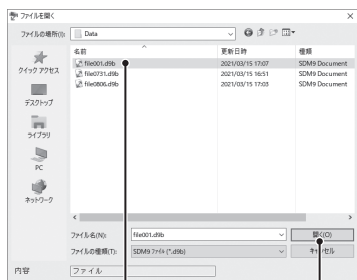 ファイルを開く
ファイルの場所(I):
Data
名前
更新日時
種類
file001.d9b
2021/03/15 17:07
SDM9 Document
file0731.d9b
2021/03/15 16:51
SDM9 Document
file0806.d9b
2021/03/15 17:03
SDM9 Document
クイック アクセス
デスクトップ
ライブラリ
PC
ネットワーク
ファイル名(N):
file001.d9b
開く(O)
ファイルの種類(T):
SDM9 ファイル (*.d9b)
キャンセル
内容
ファイル